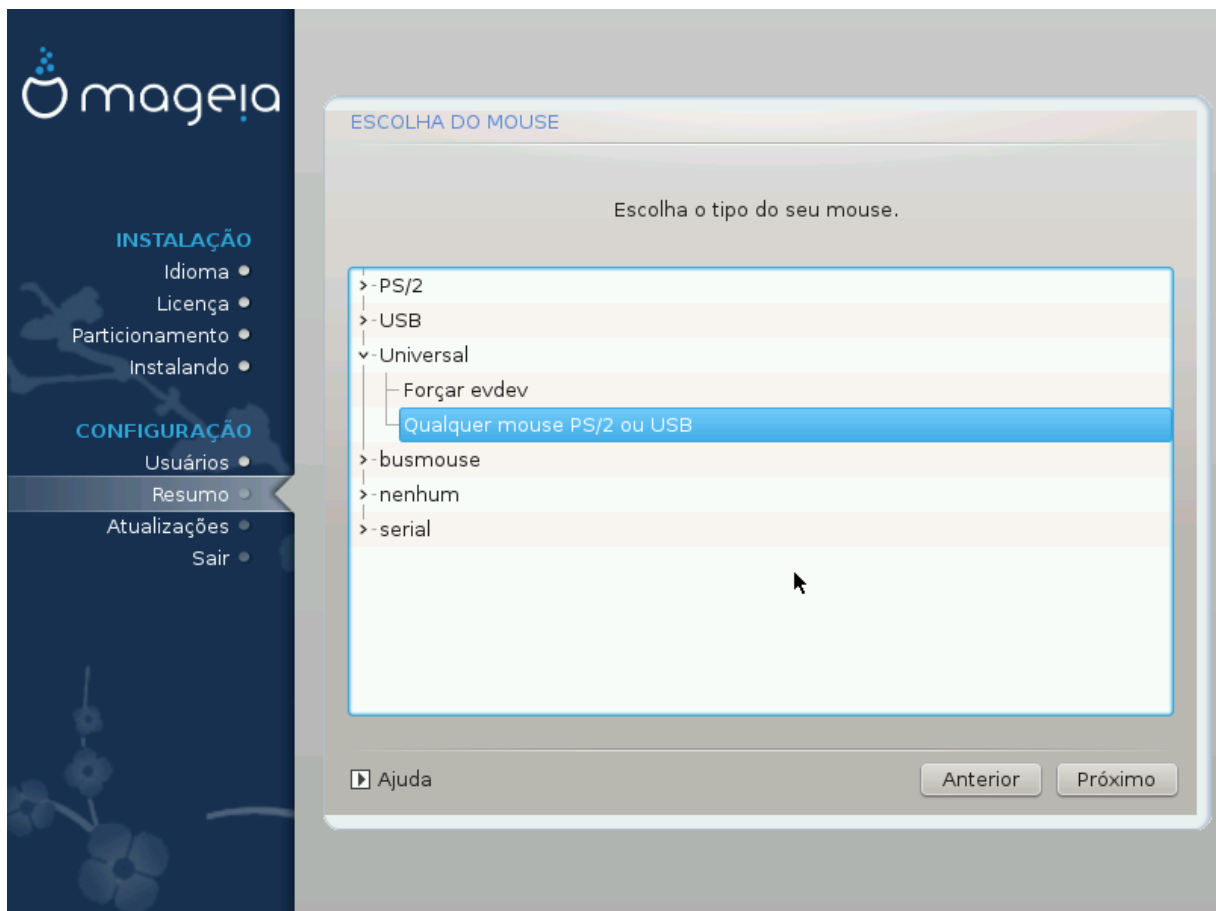 mageia
INSTALAÇÃO
Idioma
Licença
Particionamento
Instalando
CONFIGURAÇÃO
Usuários
Resumo
Atualizações
Sair
ESCOLHA DO MOUSE
Escolha o tipo do seu mouse.
PS/2
USB
Universal
Forçar evdev
Qualquer mouse PS/2 ou USB
busmouse
nenhum
serial
Ajuda
Anterior
Próximo